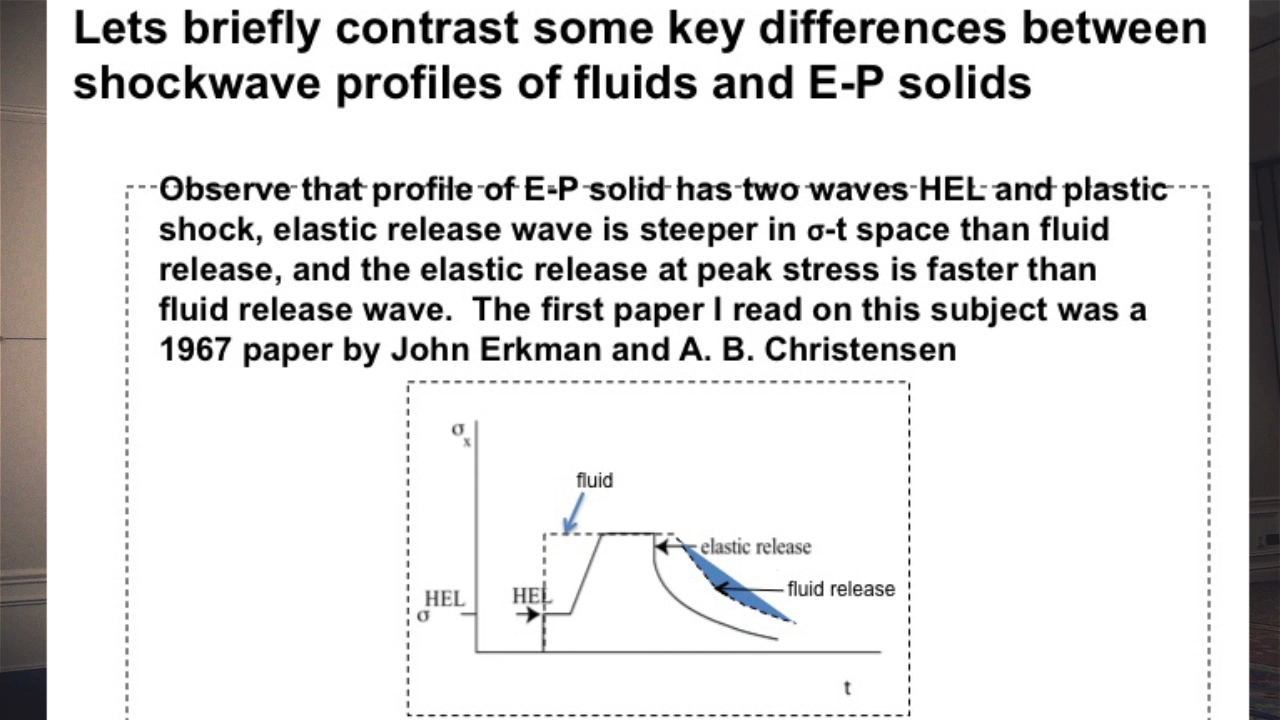 Lets briefly contrast some key differences between
shockwave profiles of fluids and E-P solids
Observe that profile of E-P solid has two waves HEL and plastic
shock, elastic release wave is steeper in σ-t space than fluid
release, and the elastic release at peak stress is faster than
fluid release wave.  The first paper I read on this subject was a
1967 paper by John Erkman and A. B. Christensen
σx
fluid
elastic release
fluid release
σHEL
HEL
t